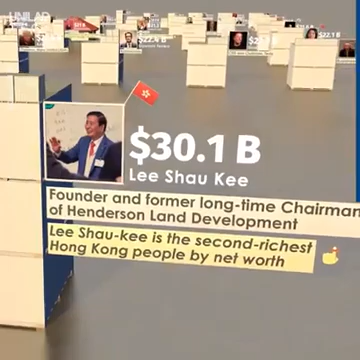 UNILAD
$30.1 B
Lee Shau Kee
Founder and former long-time Chairman
of Henderson Land Development
Lee Shau-kee is the second-richest
Hong Kong people by net worth